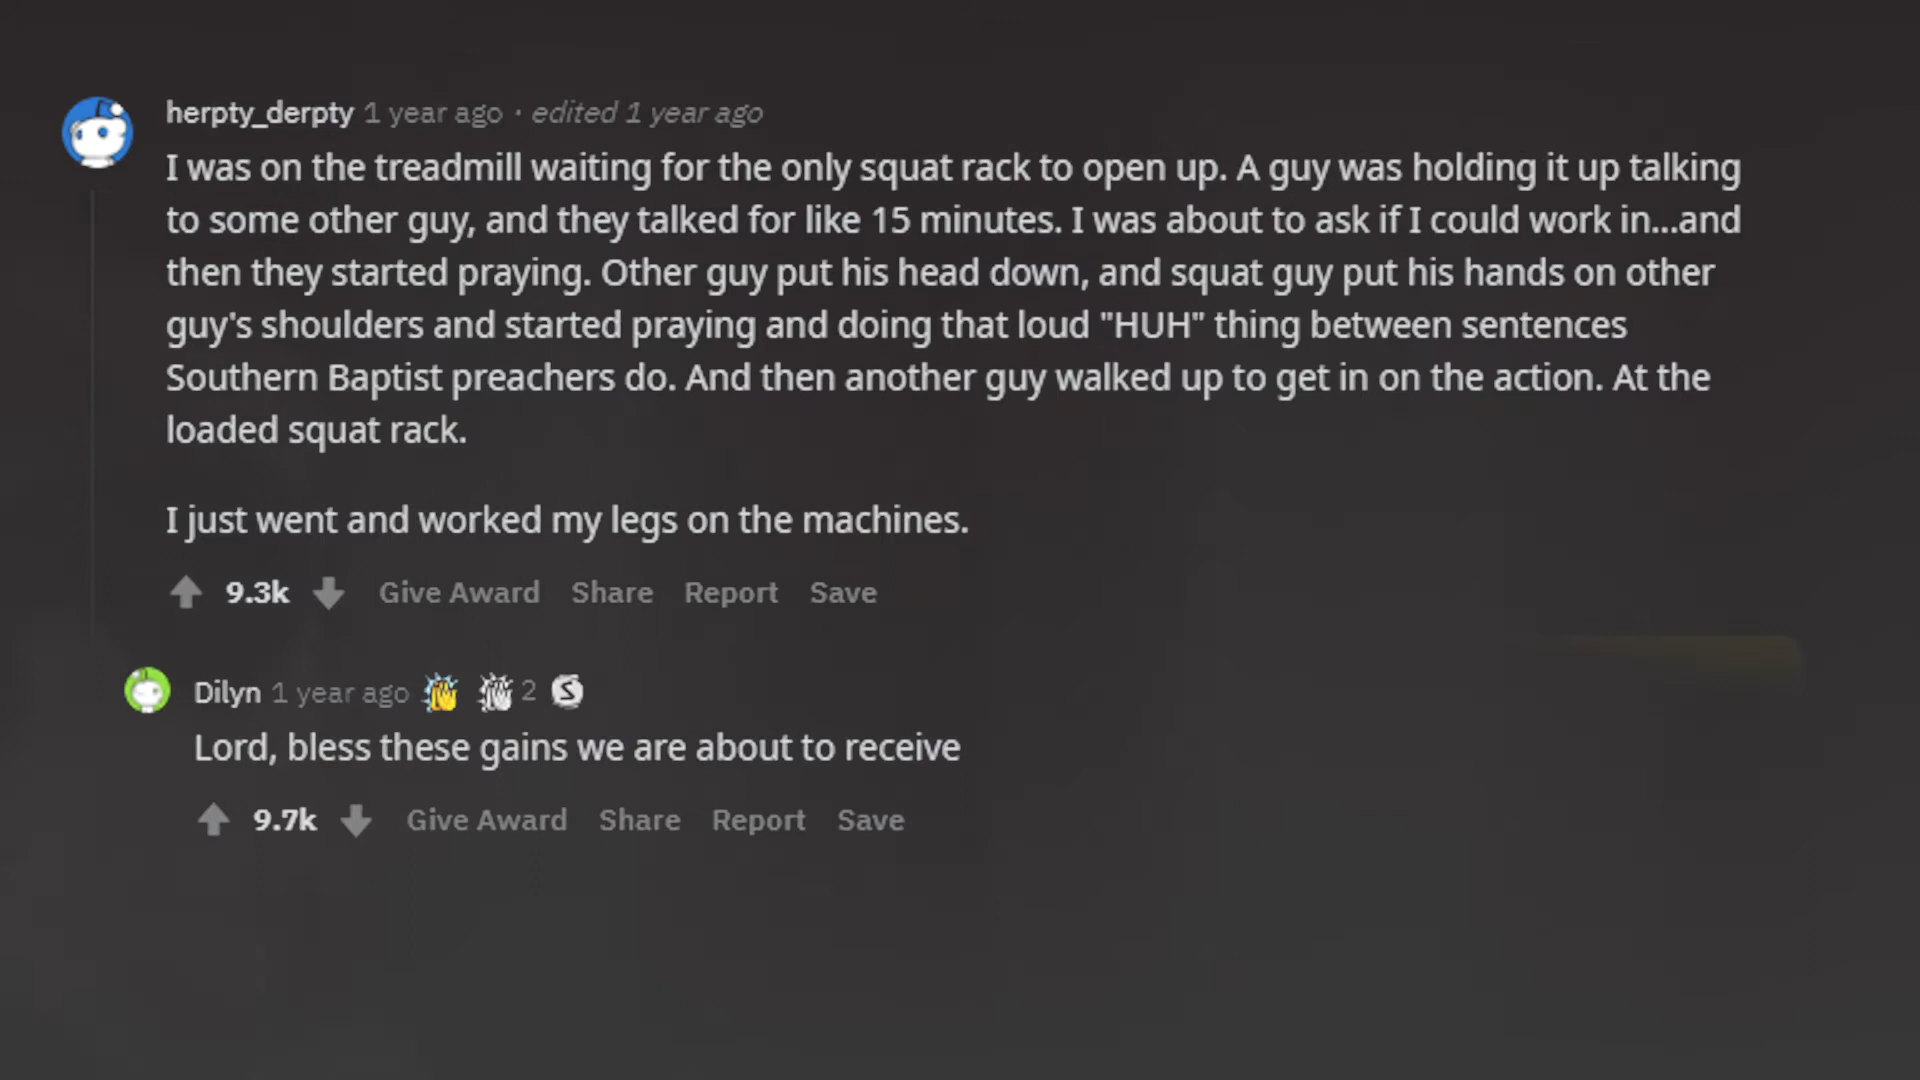 herpty_derpty 1 year ago · edited 1 year ago
I was on the treadmill waiting for the only squat rack to open up. A guy was holding it up talking
to some other guy, and they talked for like 15 minutes. I was about to ask if I could work in...and
then they started praying. Other guy put his head down, and squat guy put his hands on other
guy's shoulders and started praying and doing that loud "HUH" thing between sentences
Southern Baptist preachers do. And then another guy walked up to get in on the action. At the
loaded squat rack.
I just went and worked my legs on the machines.
9.3k Give Award Share Report Save
Dilyn 1 year ago 2 S
Lord, bless these gains we are about to receive
9.7k Give Award Share Report Save